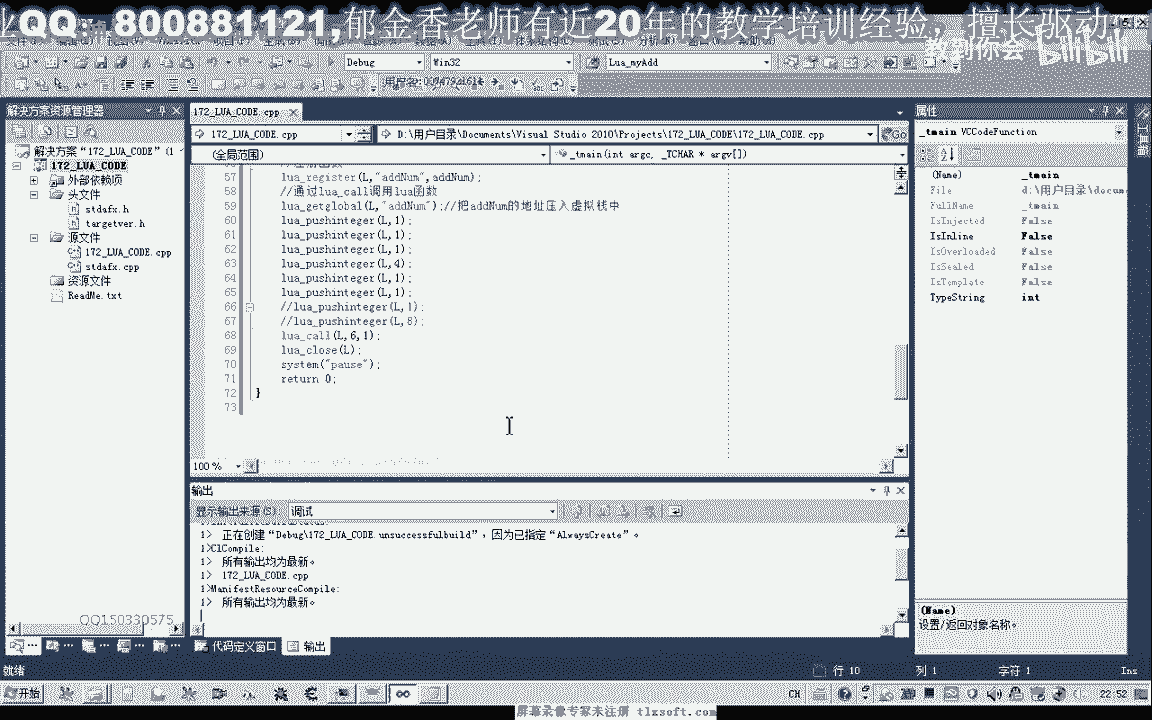 业QQ: 800881121,郁金香老师有近20年的教学培训经验, 擅长驱动
教到你会 bilibili
Debug Win32 Lua_myAdd
解决方案资源管理器
解决方案“172_LUA_CODE” (1
172_LUA_CODE
外部依赖项
头文件
stdafx.h
targetver.h
源文件
172_LUA_CODE.cpp
stdafx.cpp
资源文件
ReadMe.txt
QQ150330575
172_LUA_CODE.cpp
172_LUA_CODE.cpp D:\用户目录\Documents\Visual Studio 2010\Projects\172_LUA_CODE\172_LUA_CODE.cpp Go
(全局范围) _tmain(int argc, _TCHAR * argv[])
57 lua_register(L,"addNum",addNum);
58 //通过lua_call调用lua函数
59 lua_getglobal(L,"addNum");//把addNum的地址压入虚拟栈中
60 lua_pushinteger(L,1);
61 lua_pushinteger(L,1);
62 lua_pushinteger(L,1);
63 lua_pushinteger(L,4);
64 lua_pushinteger(L,1);
65 lua_pushinteger(L,1);
66 //lua_pushinteger(L,1);
67 //lua_pushinteger(L,8);
68 lua_call(L,6,1);
69 lua_close(L);
70 system("pause");
71 return 0;
72 }
73
100 %
输出
显示输出来源(S): 调试
1> 正在创建“Debug\172_LUA_CODE.unsuccessfulbuild”，因为已指定“AlwaysCreate”。
1>ClCompile:
1> 所有输出均为最新。
1> 172_LUA_CODE.cpp
1>ManifestResourceCompile:
1> 所有输出均为最新。
代码定义窗口 输出
属性
_tmain VCCodeFunction
(Name) _tmain
File d:\用户目录\docum
FullName _tmain
IsInjected False
IsInline False
IsOverloaded False
IsSealed False
IsTemplate False
TypeString int
(Name)
设置/返回对象名称。
工具箱
就绪 行 10 列 1 字符 1 Ins
开始 CH 22:52
屏幕录像专家未注册 tlxsoft.com